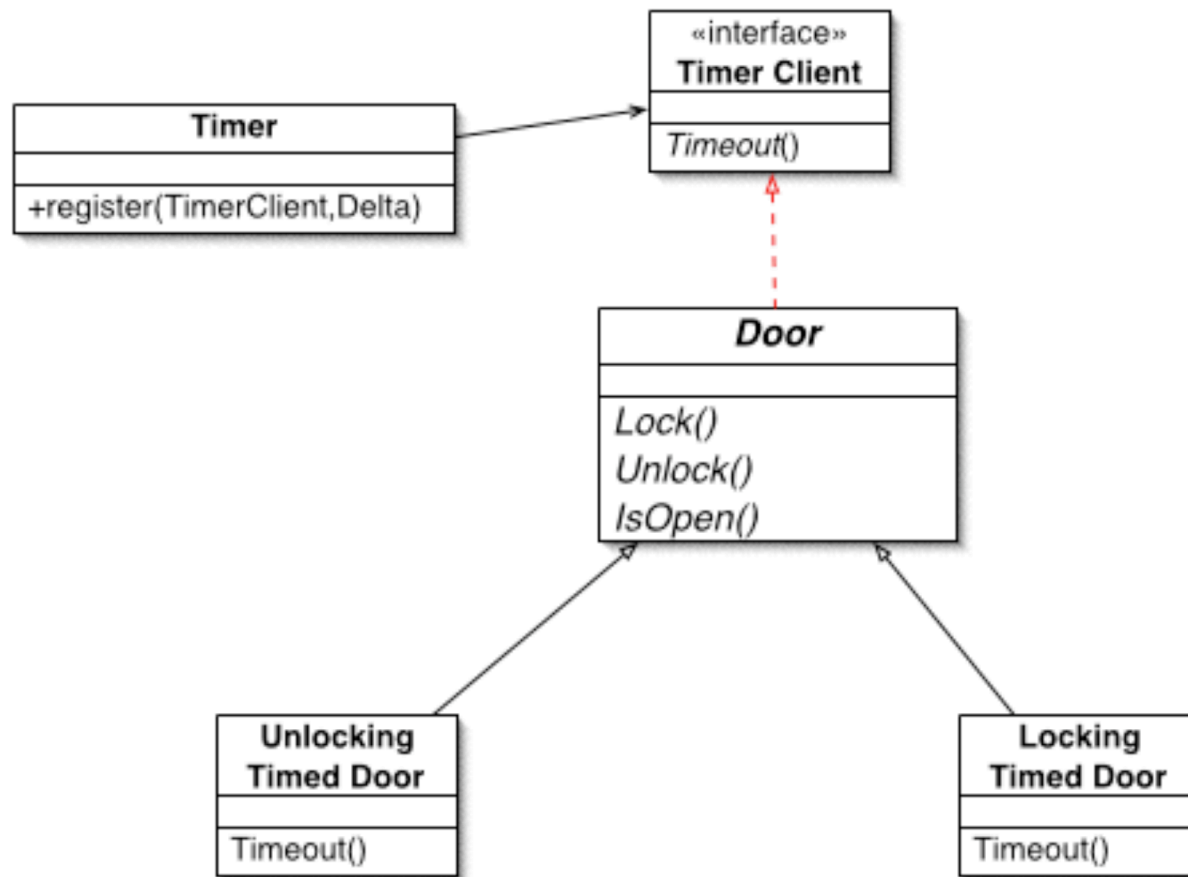 «interface»
Timer Client
Timeout()
Timer
+register(TimerClient,Delta)
Door
Lock()
Unlock()
IsOpen()
Unlocking
Timed Door
Timeout()
Locking
Timed Door
Timeout()